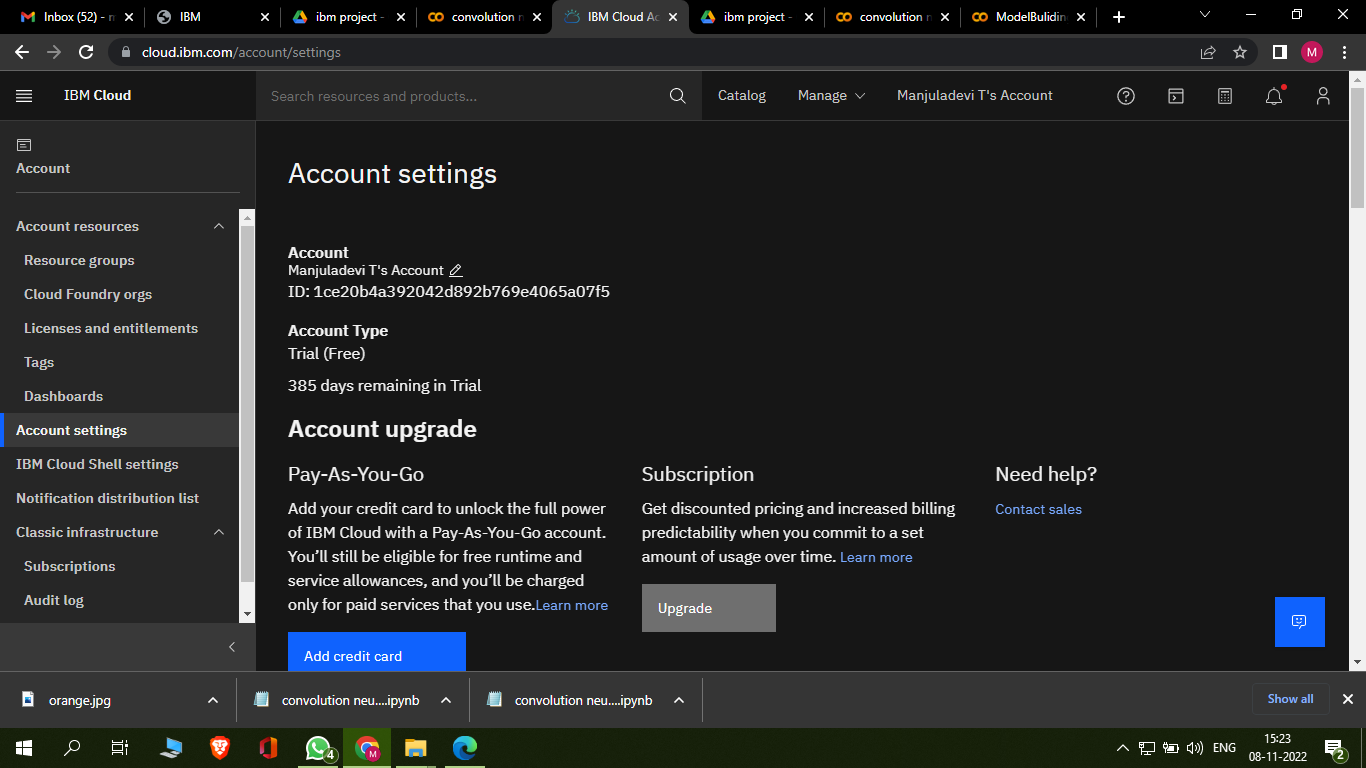 Inbox (52) - n
IBM
ibm project -
convolution n
IBM Cloud Ac
ibm project -
convolution n
ModelBuliding
cloud.ibm.com/account/settings
M
IBM Cloud
Search resources and products...
Catalog
Manage
Manjuladevi T's Account
Account
Account resources
Resource groups
Cloud Foundry orgs
Licenses and entitlements
Tags
Dashboards
Account settings
IBM Cloud Shell settings
Notification distribution list
Classic infrastructure
Subscriptions
Audit log
Account settings
Account
Manjuladevi T's Account
ID: 1ce20b4a392042d892b769e4065a07f5
Account Type
Trial (Free)
385 days remaining in Trial
Account upgrade
Pay-As-You-Go
Add your credit card to unlock the full power
of IBM Cloud with a Pay-As-You-Go account.
You’ll still be eligible for free runtime and
service allowances, and you’ll be charged
only for paid services that you use.Learn more
Add credit card
Subscription
Get discounted pricing and increased billing
predictability when you commit to a set
amount of usage over time. Learn more
Upgrade
Need help?
Contact sales
orange.jpg
convolution neu....ipynb
convolution neu....ipynb
Show all
4
M
ENG
15:23
08-11-2022
2